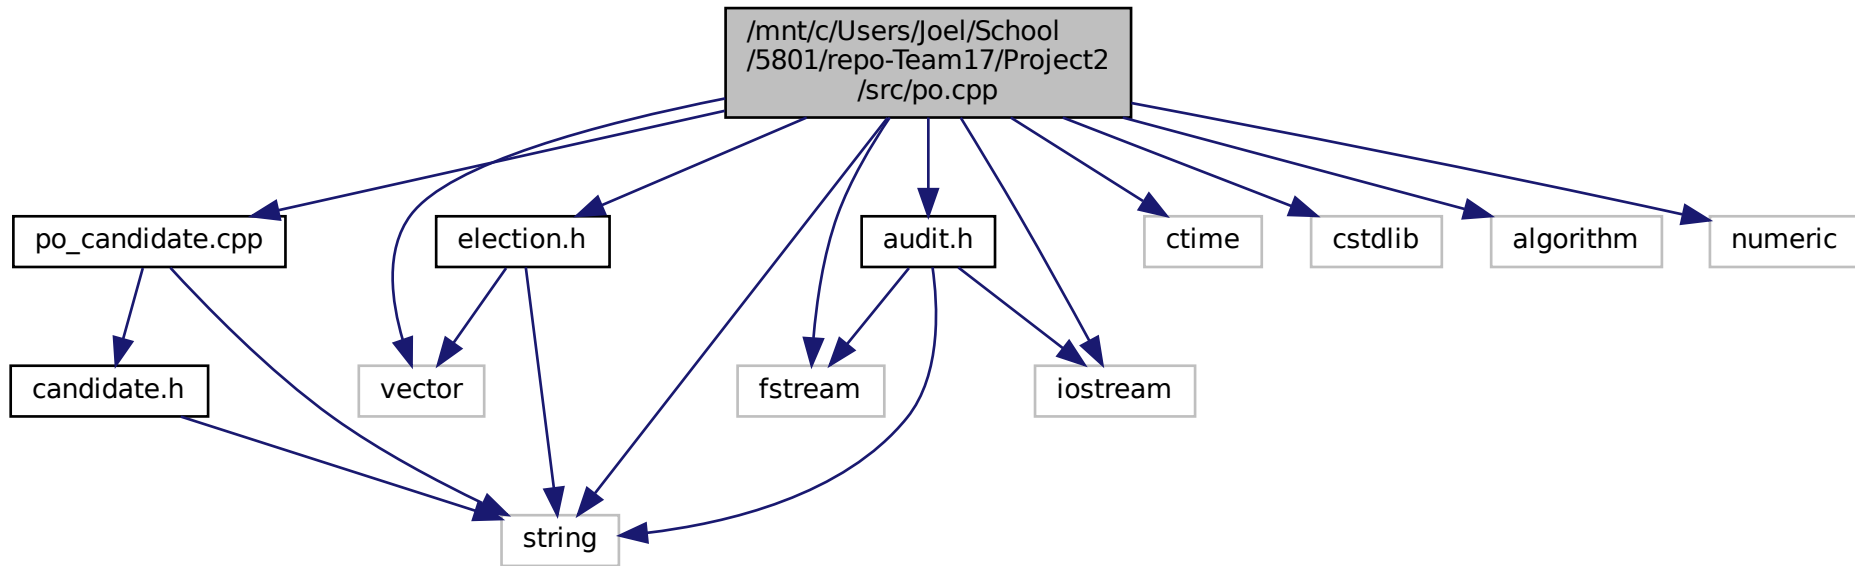 /mnt/c/Users/Joel/School
/5801/repo-Team17/Project2
/src/po.cpp
po_candidate.cpp
election.h
audit.h
ctime
cstdlib
algorithm
numeric
candidate.h
vector
fstream
iostream
string